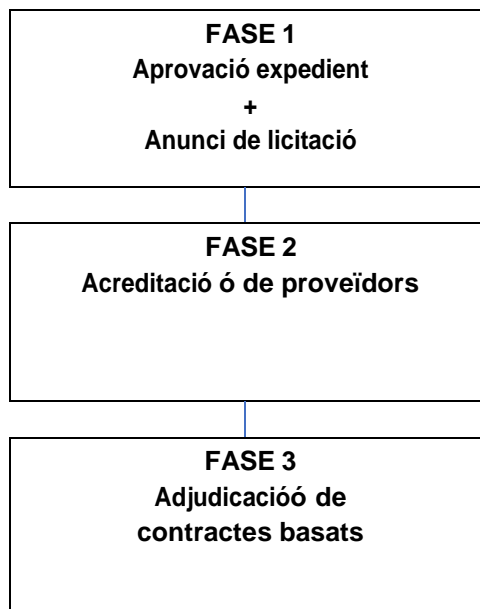 FASE 1
Aprovació expedient
+
Anunci de licitació
FASE 2
Acreditació ó de proveïdors
FASE 3
Adjudicacióó de
contractes basats